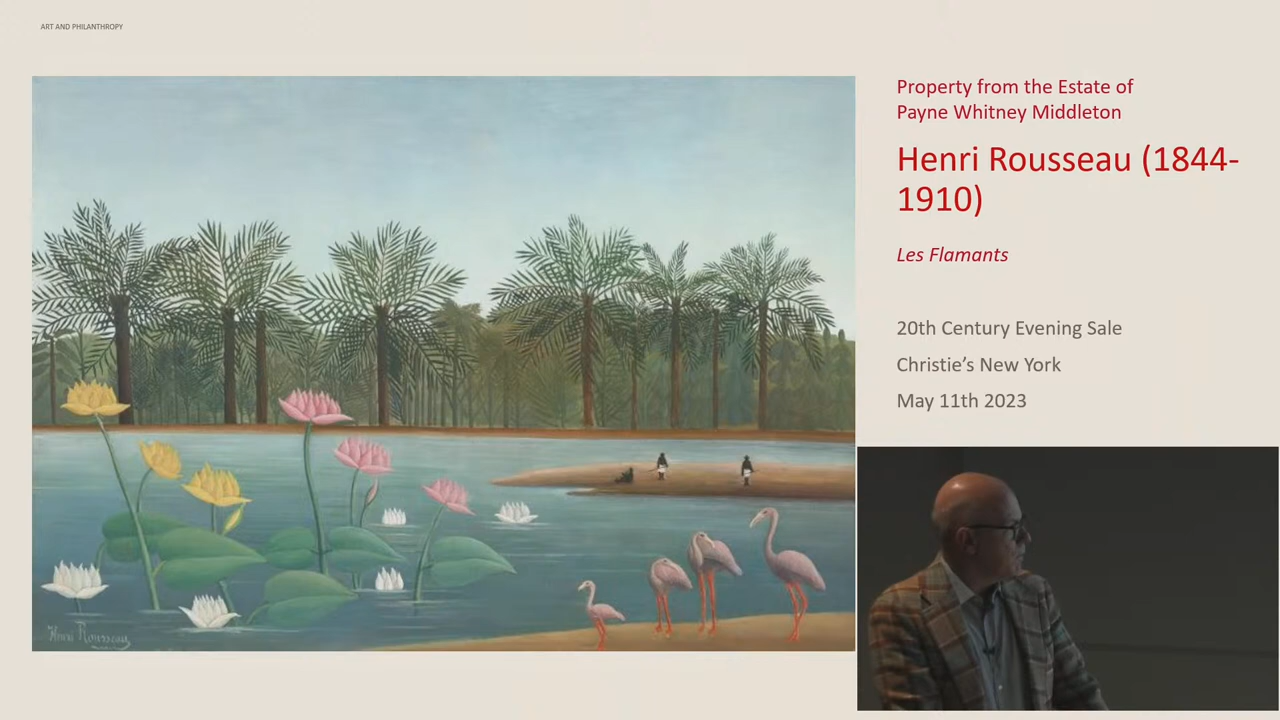 ART AND PHILANTHROPY
Property from the Estate of
Payne Whitney Middleton
Henri Rousseau (1844-
1910)
Les Flamants
20th Century Evening Sale
Christie’s New York
May 11th 2023
Henri Rousseau